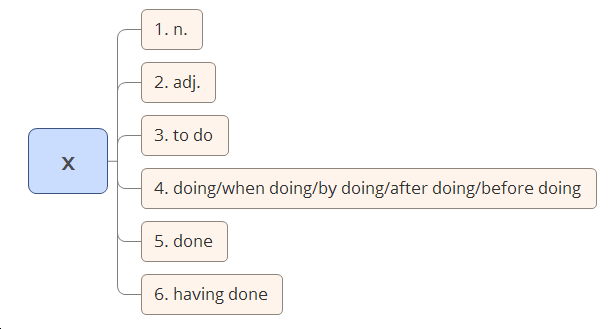 x
1. n.
2. adj.
3. to do
4. doing/when doing/by doing/after doing/before doing
5. done
6. having done